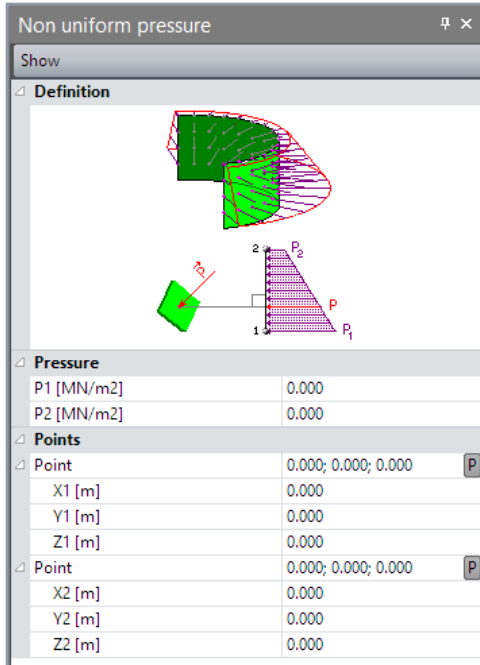 Non uniform pressure
Show
Definition
2 P2
P
P
1 P1
Pressure
P1 [MN/m2] 0.000
P2 [MN/m2] 0.000
Points
Point 0.000; 0.000; 0.000 P
X1 [m] 0.000
Y1 [m] 0.000
Z1 [m] 0.000
Point 0.000; 0.000; 0.000 P
X2 [m] 0.000
Y2 [m] 0.000
Z2 [m] 0.000